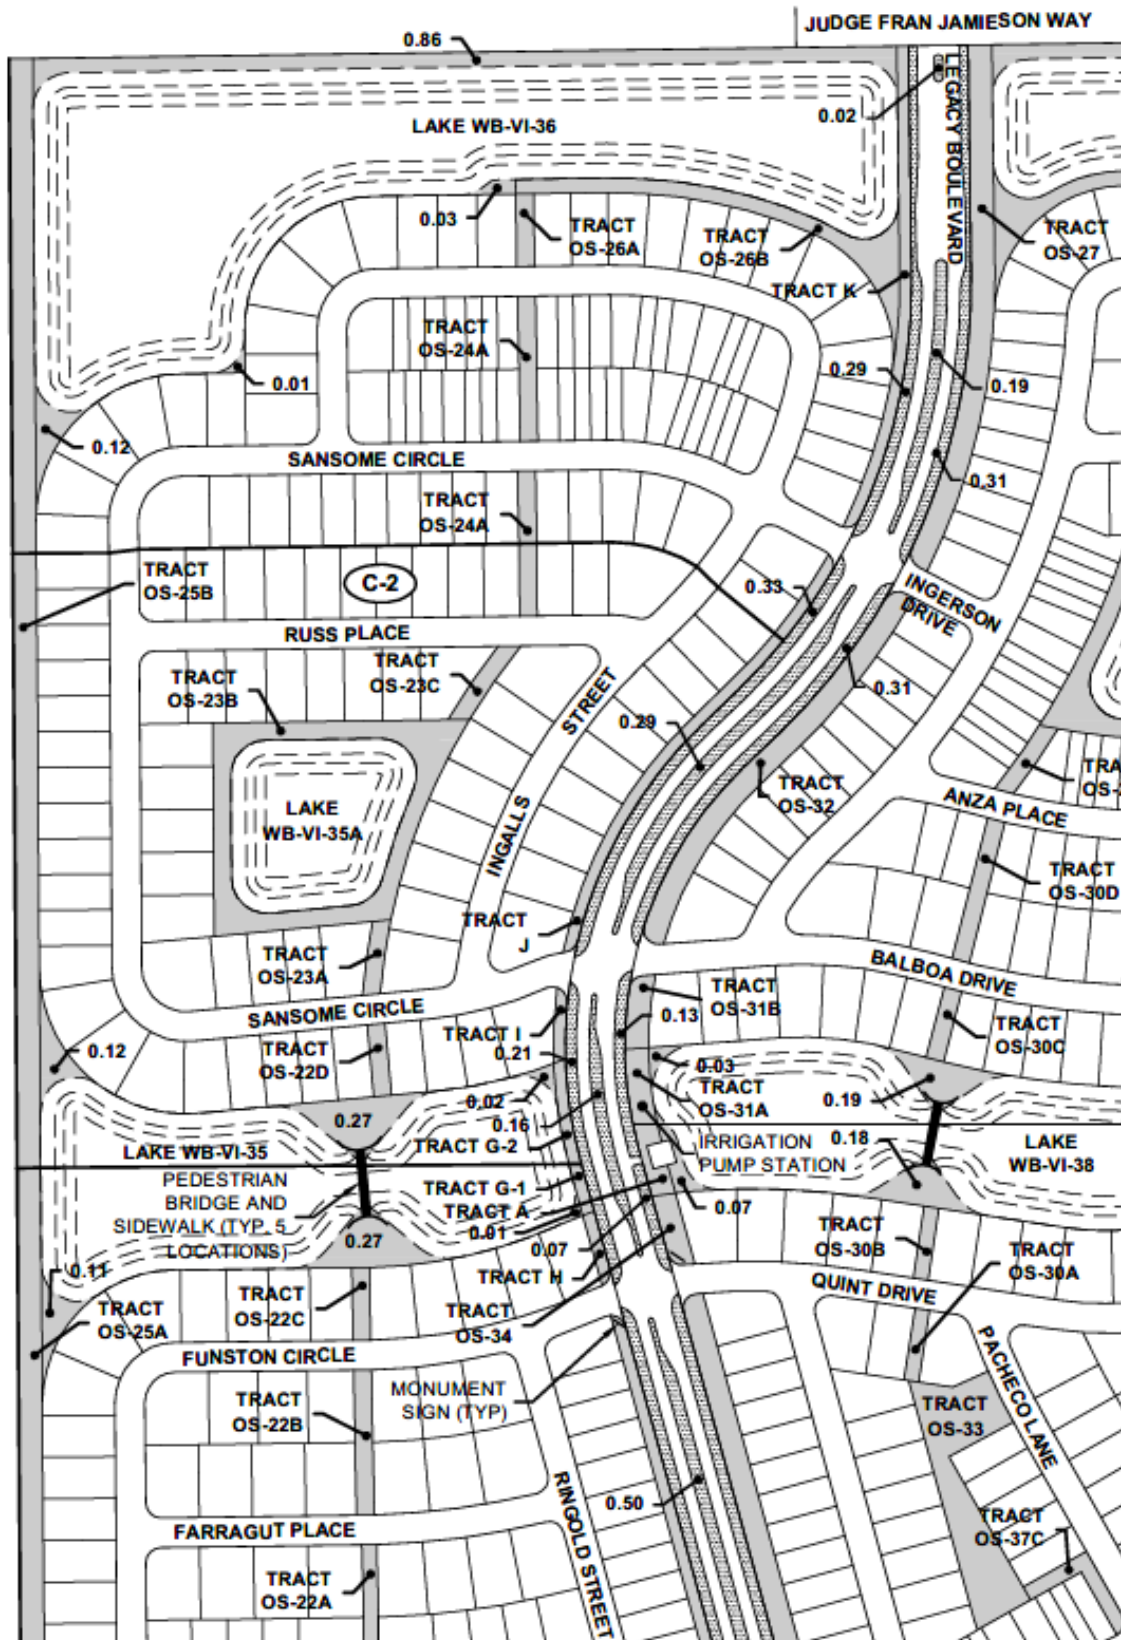 JUDGE FRAN JAMIESON WAY
0.86
LEGACY BOULEVARD
0.02
LAKE WB-VI-36
0.03
TRACT
OS-26A
TRACT
OS-26B
TRACT
OS-27
TRACT K
TRACT
OS-24A
0.29
0.19
0.01
0.12
SANSOME CIRCLE
0.31
TRACT
OS-24A
TRACT
OS-25B
C-2
0.33
INGERSON
DRIVE
RUSS PLACE
TRACT
OS-23C
TRACT
OS-23B
0.31
INGALLS STREET
0.29
TRACT
OS-32
TRA
OS-
LAKE
WB-VI-35A
ANZA PLACE
TRACT
OS-30D
TRACT
J
TRACT
OS-23A
BALBOA DRIVE
SANSOME CIRCLE
TRACT
OS-31B
TRACT I
0.13
0.21
TRACT
OS-30C
0.12
TRACT
OS-22D
0.03
0.02
TRACT
OS-31A
0.19
0.16
0.27
TRACT G-2
IRRIGATION
PUMP STATION
0.18
LAKE WB-VI-35
LAKE
WB-VI-38
PEDESTRIAN
BRIDGE AND
SIDEWALK (TYP. 5
LOCATIONS)
TRACT G-1
TRACT A
0.01
0.07
0.27
0.07
TRACT
OS-30B
TRACT
OS-30A
0.11
TRACT H
TRACT
OS-22C
TRACT
OS-34
QUINT DRIVE
TRACT
OS-25A
FUNSTON CIRCLE
PACHECO LANE
MONUMENT
SIGN (TYP)
TRACT
OS-22B
TRACT
OS-33
RINGOLD STREET
0.50
FARRAGUT PLACE
TRACT
OS-37C
TRACT
OS-22A